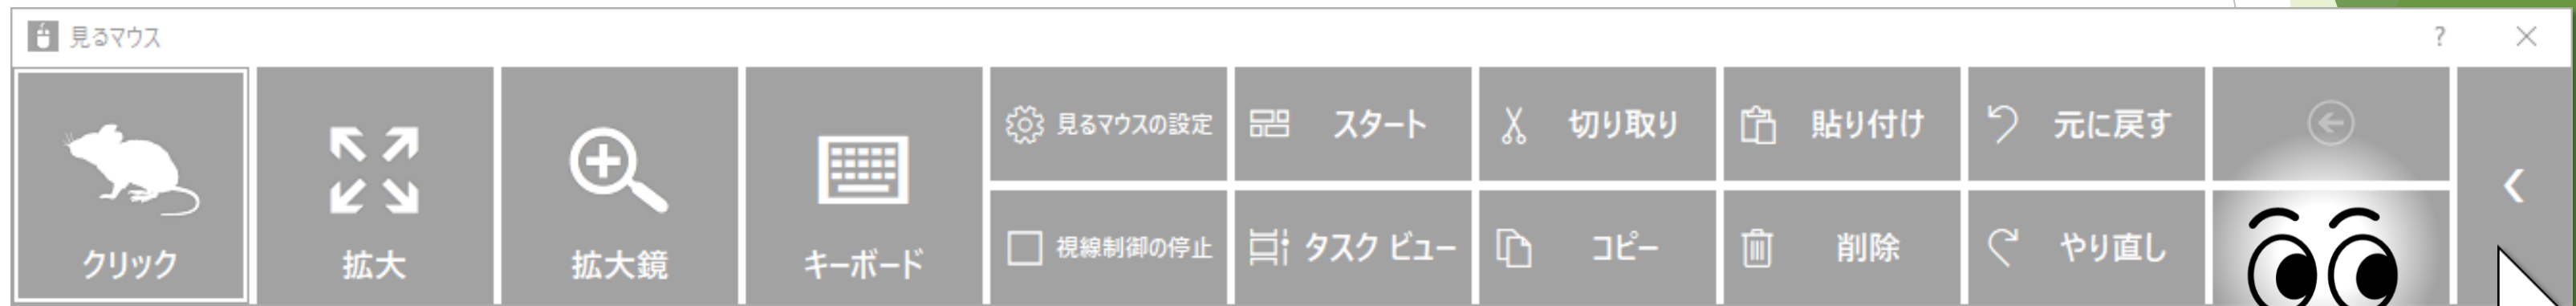 見るマウス
?
クリック
拡大
拡大鏡
キーボード
見るマウスの設定
スタート
切り取り
貼り付け
元に戻す
視線制御の停止
タスク ビュー
コピー
削除
やり直し